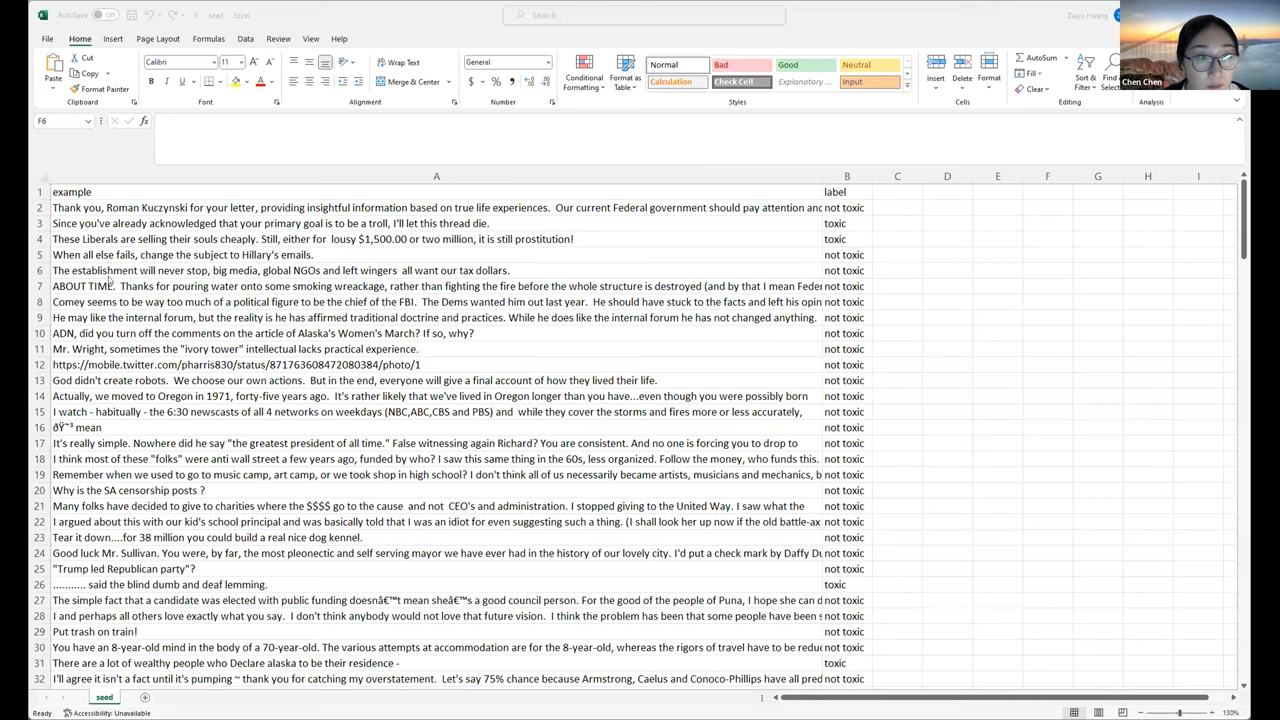 AutoSave Off seed - Excel Search Zaiyu Huang
File Home Insert Page Layout Formulas Data Review View Help
Cut
Copy
Paste Format Painter
Clipboard
Calibri 11
B I U
Font
Wrap Text
Merge & Center
Alignment
General
$ % ,
Number
Conditional Formatting
Format as Table
Normal Bad Good Neutral
Calculation Check Cell Explanatory ... Input
Styles
Insert Delete Format
Cells
AutoSum
Fill
Clear
Sort & Filter
Editing
Analysis
Chen Chen
F6 fx
A B C D E F G H I
1 example label
2 Thank you, Roman Kuczynski for your letter, providing insightful information based on true life experiences. Our current Federal government should pay attention and not toxic
3 Since you've already acknowledged that your primary goal is to be a troll, I'll let this thread die. toxic
4 These Liberals are selling their souls cheaply. Still, either for lousy $1,500.00 or two million, it is still prostitution! toxic
5 When all else fails, change the subject to Hillary's emails. not toxic
6 The establishment will never stop, big media, global NGOs and left wingers all want our tax dollars. not toxic
7 ABOUT TIME. Thanks for pouring water onto some smoking wreackage, rather than fighting the fire before the whole structure is destroyed (and by that I mean Feder not toxic
8 Comey seems to be way too much of a political figure to be the chief of the FBI. The Dems wanted him out last year. He should have stuck to the facts and left his opin not toxic
9 He may like the internal forum, but the reality is he has affirmed traditional doctrine and practices. While he does like the internal forum he has not changed anything. not toxic
10 ADN, did you turn off the comments on the article of Alaska's Women's March? If so, why? not toxic
11 Mr. Wright, sometimes the "ivory tower" intellectual lacks practical experience. not toxic
12 https://mobile.twitter.com/pharris830/status/871763608472080384/photo/1 not toxic
13 God didn't create robots. We choose our own actions. But in the end, everyone will give a final account of how they lived their life. not toxic
14 Actually, we moved to Oregon in 1971, forty-five years ago. It's rather likely that we've lived in Oregon longer than you have...even though you were possibly born not toxic
15 I watch - habitually - the 6:30 newscasts of all 4 networks on weekdays (NBC,ABC,CBS and PBS) and while they cover the storms and fires more or less accurately, not toxic
16 ðŸ˜³ mean not toxic
17 It's really simple. Nowhere did he say "the greatest president of all time." False witnessing again Richard? You are consistent. And no one is forcing you to drop to not toxic
18 I think most of these "folks" were anti wall street a few years ago, funded by who? I saw this same thing in the 60s, less organized. Follow the money, who funds this. not toxic
19 Remember when we used to go to music camp, art camp, or we took shop in high school? I don't think all of us necessarily became artists, musicians and mechanics, b not toxic
20 Why is the SA censorship posts ? not toxic
21 Many folks have decided to give to charities where the $$$$ go to the cause and not CEO's and administration. I stopped giving to the United Way. I saw what the not toxic
22 I argued about this with our kid's school principal and was basically told that I was an idiot for even suggesting such a thing. (I shall look her up now if the old battle-ax not toxic
23 Tear it down....for 38 million you could build a real nice dog kennel. not toxic
24 Good luck Mr. Sullivan. You were, by far, the most pleonectic and self serving mayor we have ever had in the history of our lovely city. I'd put a check mark by Daffy Du not toxic
25 "Trump led Republican party"? not toxic
26 ........... said the blind dumb and deaf lemming. toxic
27 The simple fact that a candidate was elected with public funding doesnâ€™t mean sheâ€™s a good council person. For the good of the people of Puna, I hope she can d not toxic
28 I and perhaps all others love exactly what you say. I don't think anybody would not love that future vision. I think the problem has been that some people have been s not toxic
29 Put trash on train! not toxic
30 You have an 8-year-old mind in the body of a 70-year-old. The various attempts at accommodation are for the 8-year-old, whereas the rigors of travel have to be redu not toxic
31 There are a lot of wealthy people who Declare alaska to be their residence - toxic
32 I'll agree it isn't a fact until it's pumping ~ thank you for catching my overstatement. Let's say 75% chance because Armstrong, Caelus and Conoco-Phillips have all pred not toxic
seed
Ready Accessibility: Unavailable 130%